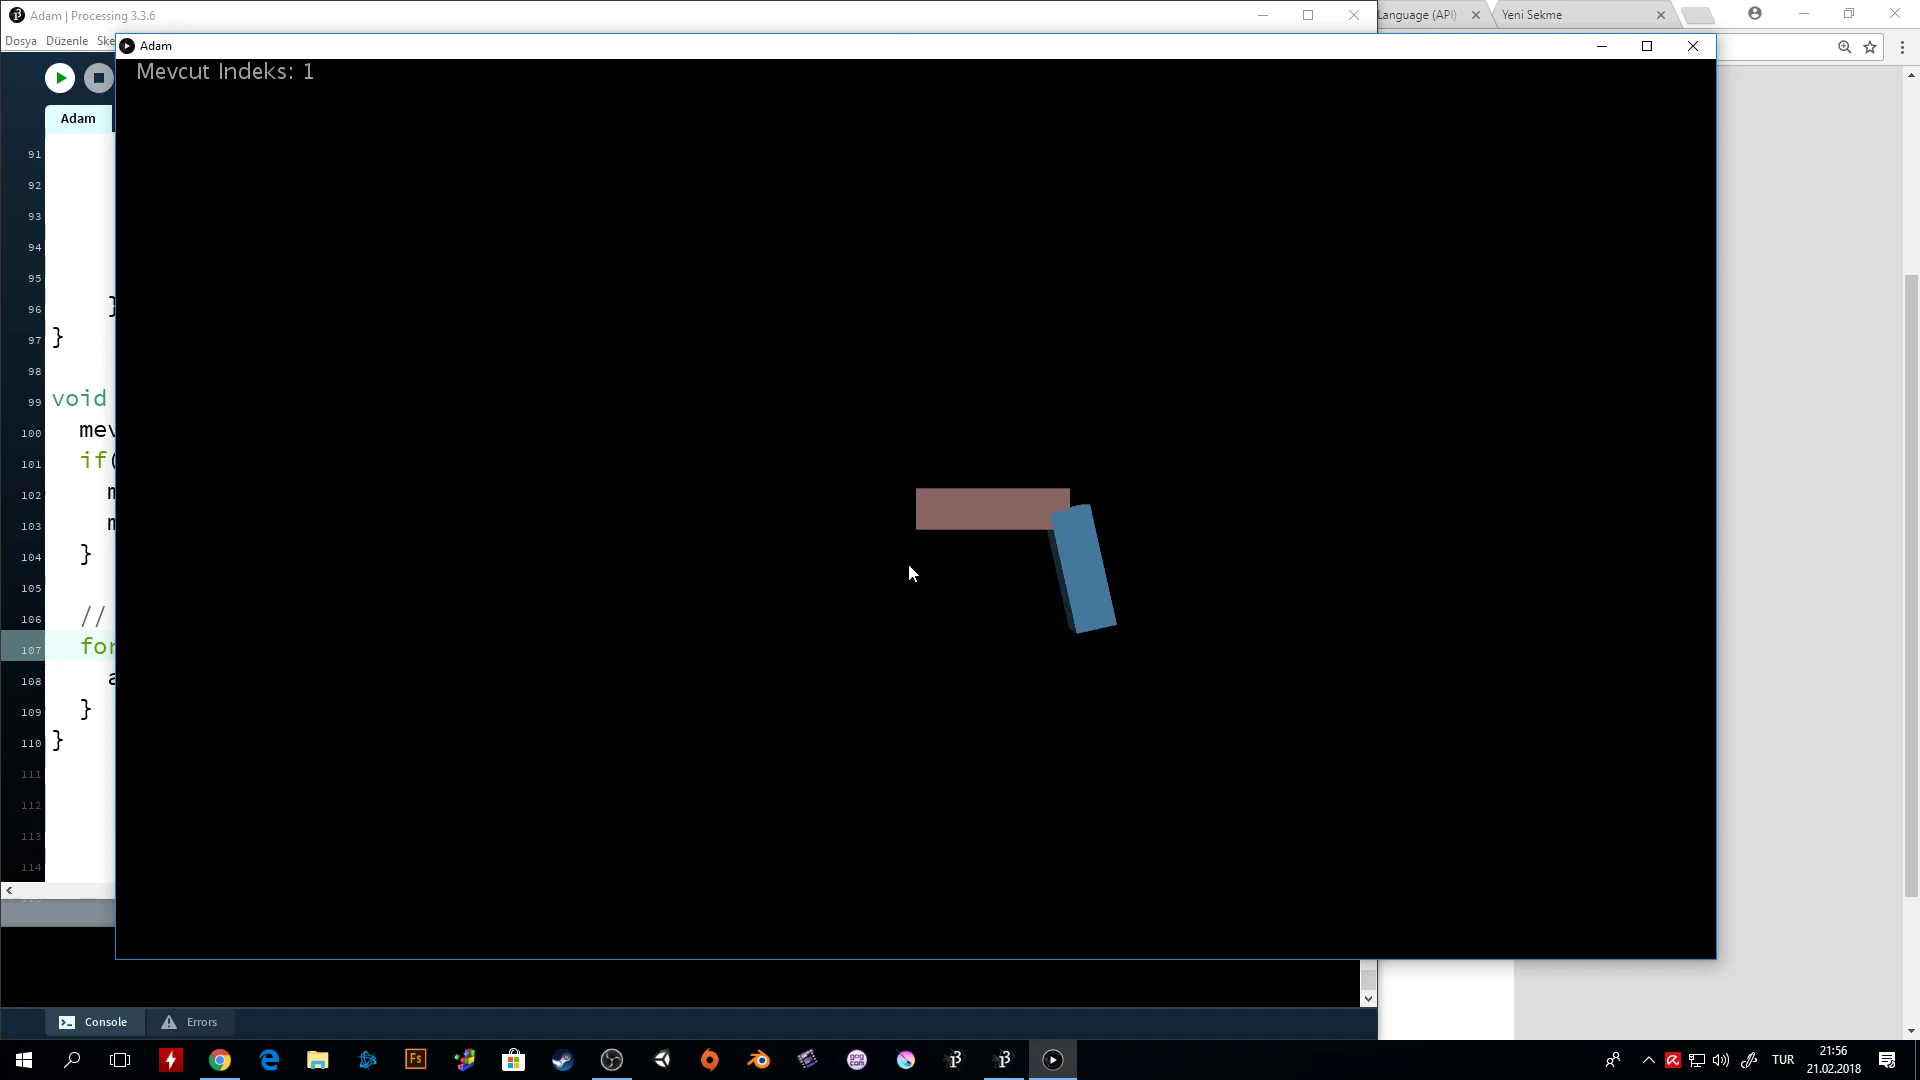 Adam | Processing 3.3.6
Language (API)
Yeni Sekme
Dosya Düzenle Ske
Adam
Mevcut Indeks: 1
Adam
91
92
93
94
95
96 }
97 }
98
99 void
100 mev
101 if(
102 m
103 m
104 }
105
106 //
107 for
108 a
109 }
110 }
111
112
113
114
Console
Errors
Fs
TUR
21:56
21.02.2018